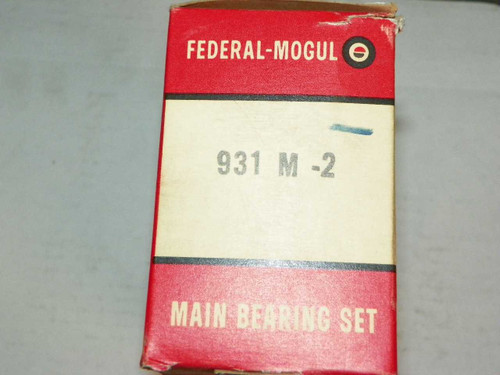 FEDERAL-MOGUL
931 M -2
MAIN BEARING SET